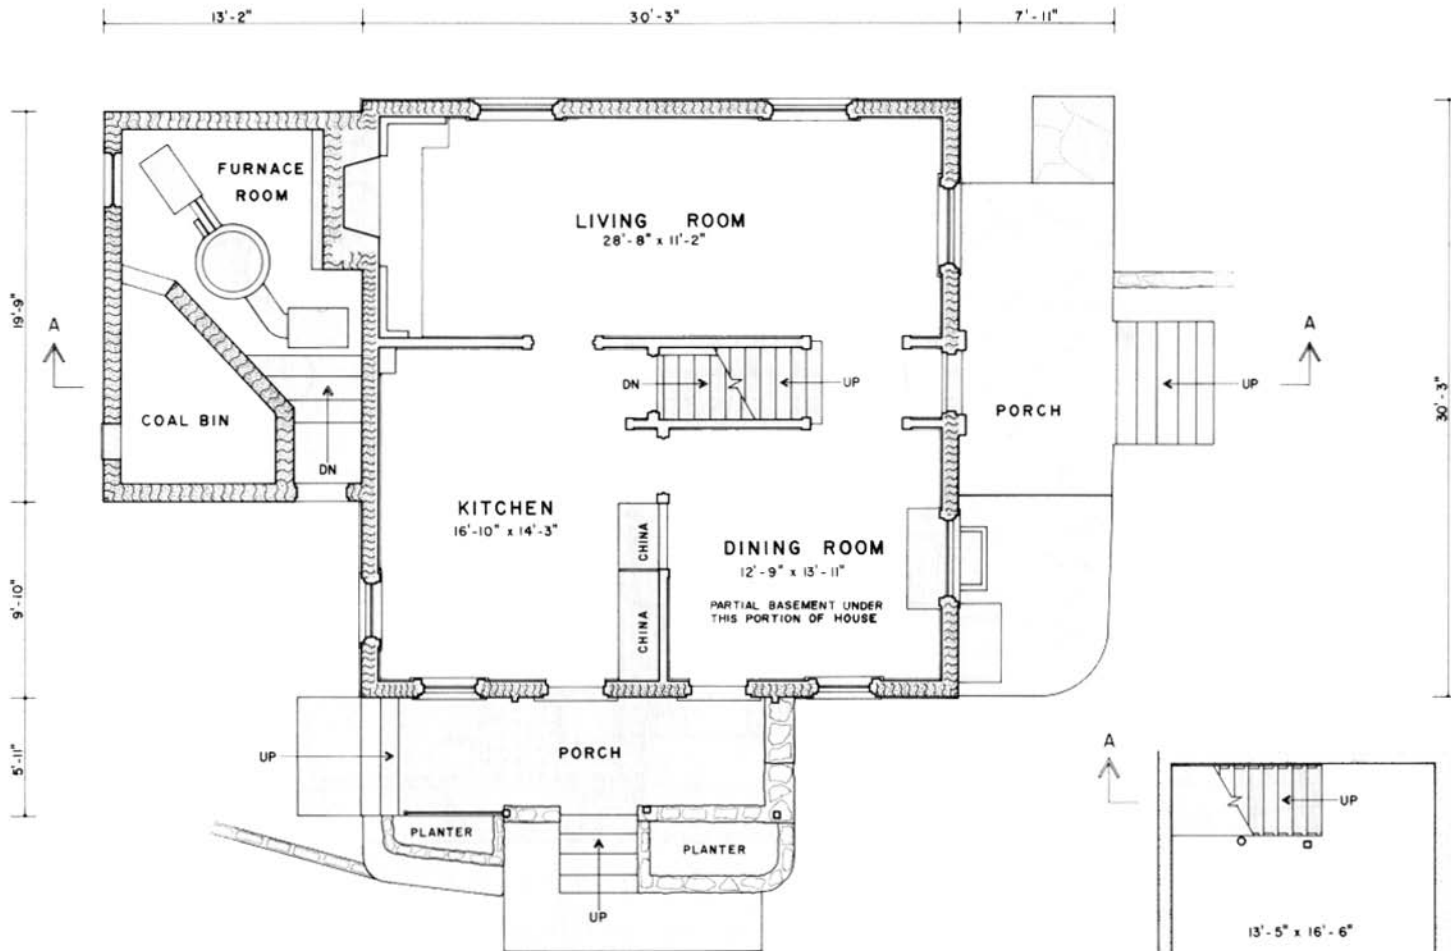 13'-2"
30'-3"
7'-11"
FURNACE
ROOM
LIVING ROOM
28'-8" x 11'-2"
19'-9"
A
A
DN
UP
UP
30'-3"
PORCH
COAL BIN
DN
KITCHEN
16'-10" x 14'-3"
CHINA
DINING ROOM
12'-9" x 13'-11"
9'-10"
PARTIAL BASEMENT UNDER
THIS PORTION OF HOUSE
CHINA
5'-11"
UP
PORCH
A
UP
PLANTER
PLANTER
UP
13'-5" x 16'-6"